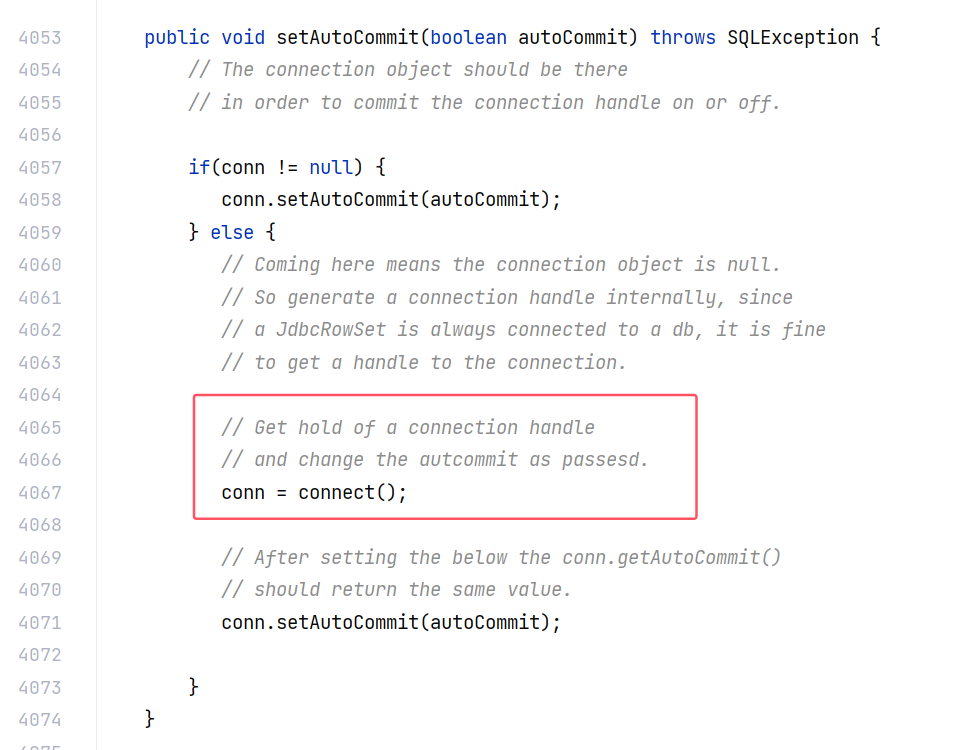 4053 public void setAutoCommit(boolean autoCommit) throws SQLException {
4054 // The connection object should be there
4055 // in order to commit the connection handle on or off.
4056
4057 if(conn != null) {
4058 conn.setAutoCommit(autoCommit);
4059 } else {
4060 // Coming here means the connection object is null.
4061 // So generate a connection handle internally, since
4062 // a JdbcRowSet is always connected to a db, it is fine
4063 // to get a handle to the connection.
4064
4065 // Get hold of a connection handle
4066 // and change the autcommit as passesd.
4067 conn = connect();
4068
4069 // After setting the below the conn.getAutoCommit()
4070 // should return the same value.
4071 conn.setAutoCommit(autoCommit);
4072
4073 }
4074 }